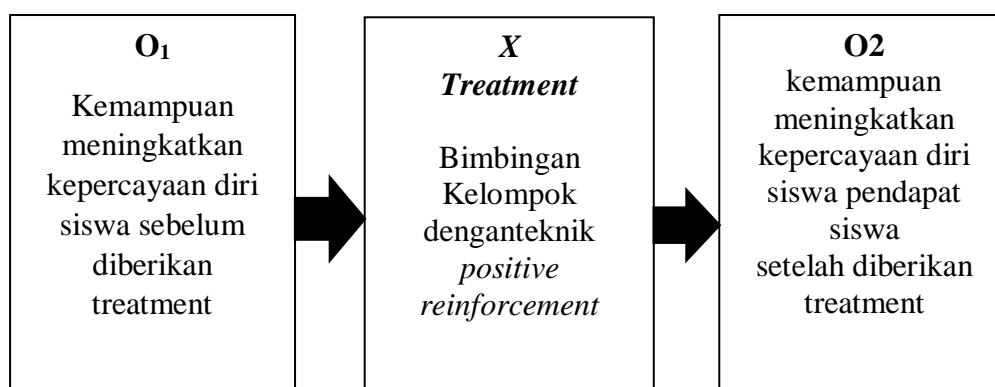 O₁
Kemampuan
meningkatkan
kepercayaan diri
siswa sebelum
diberikan
treatment
X
Treatment
Bimbingan
Kelompok
denganteknik
positive
reinforcement
O2
kemampuan
meningkatkan
kepercayaan diri
siswa pendapat
siswa
setelah diberikan
treatment